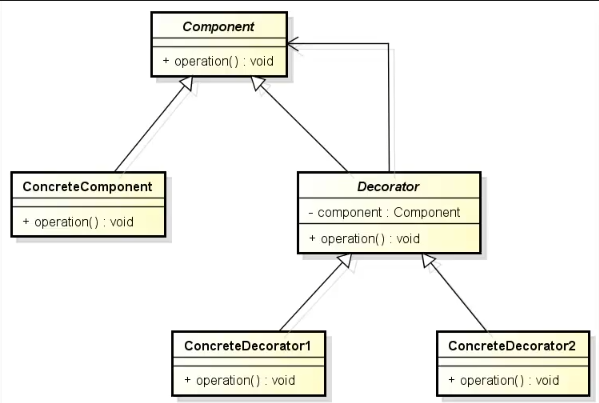 Component
+ operation() : void
ConcreteComponent
+ operation() : void
Decorator
- component : Component
+ operation() : void
ConcreteDecorator1
+ operation() : void
ConcreteDecorator2
+ operation() : void